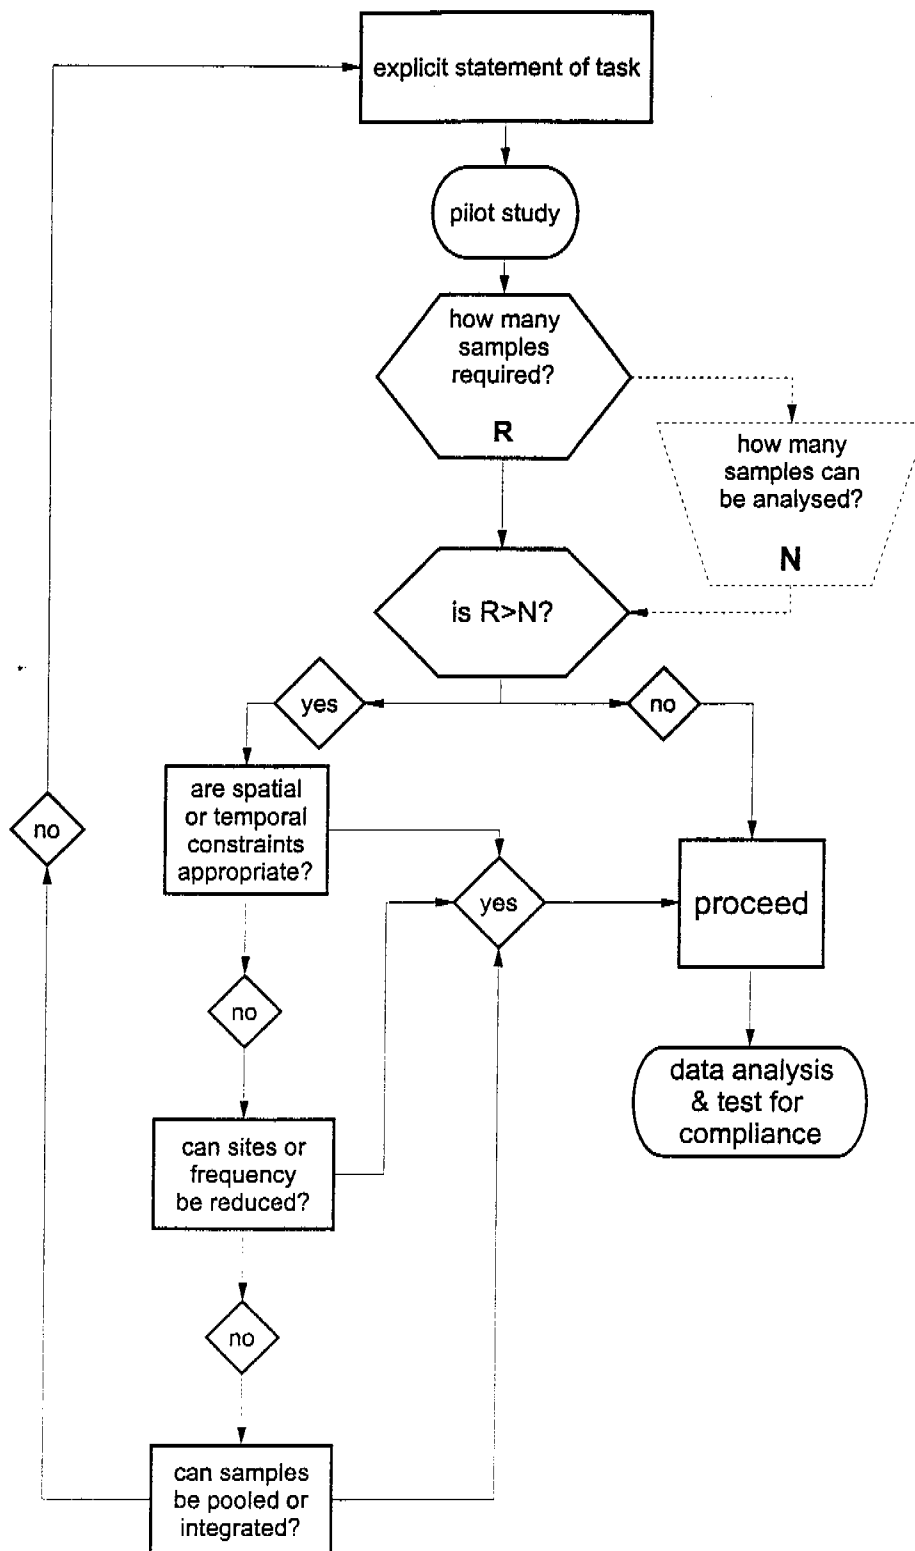 explicit statement of task
pilot study
how many
samples
required?
R
how many
samples can
be analysed?
N
is R>N?
yes
no
are spatial
or temporal
constraints
appropriate?
no
yes
proceed
no
data analysis
& test for
compliance
can sites or
frequency
be reduced?
no
can samples
be pooled or
integrated?